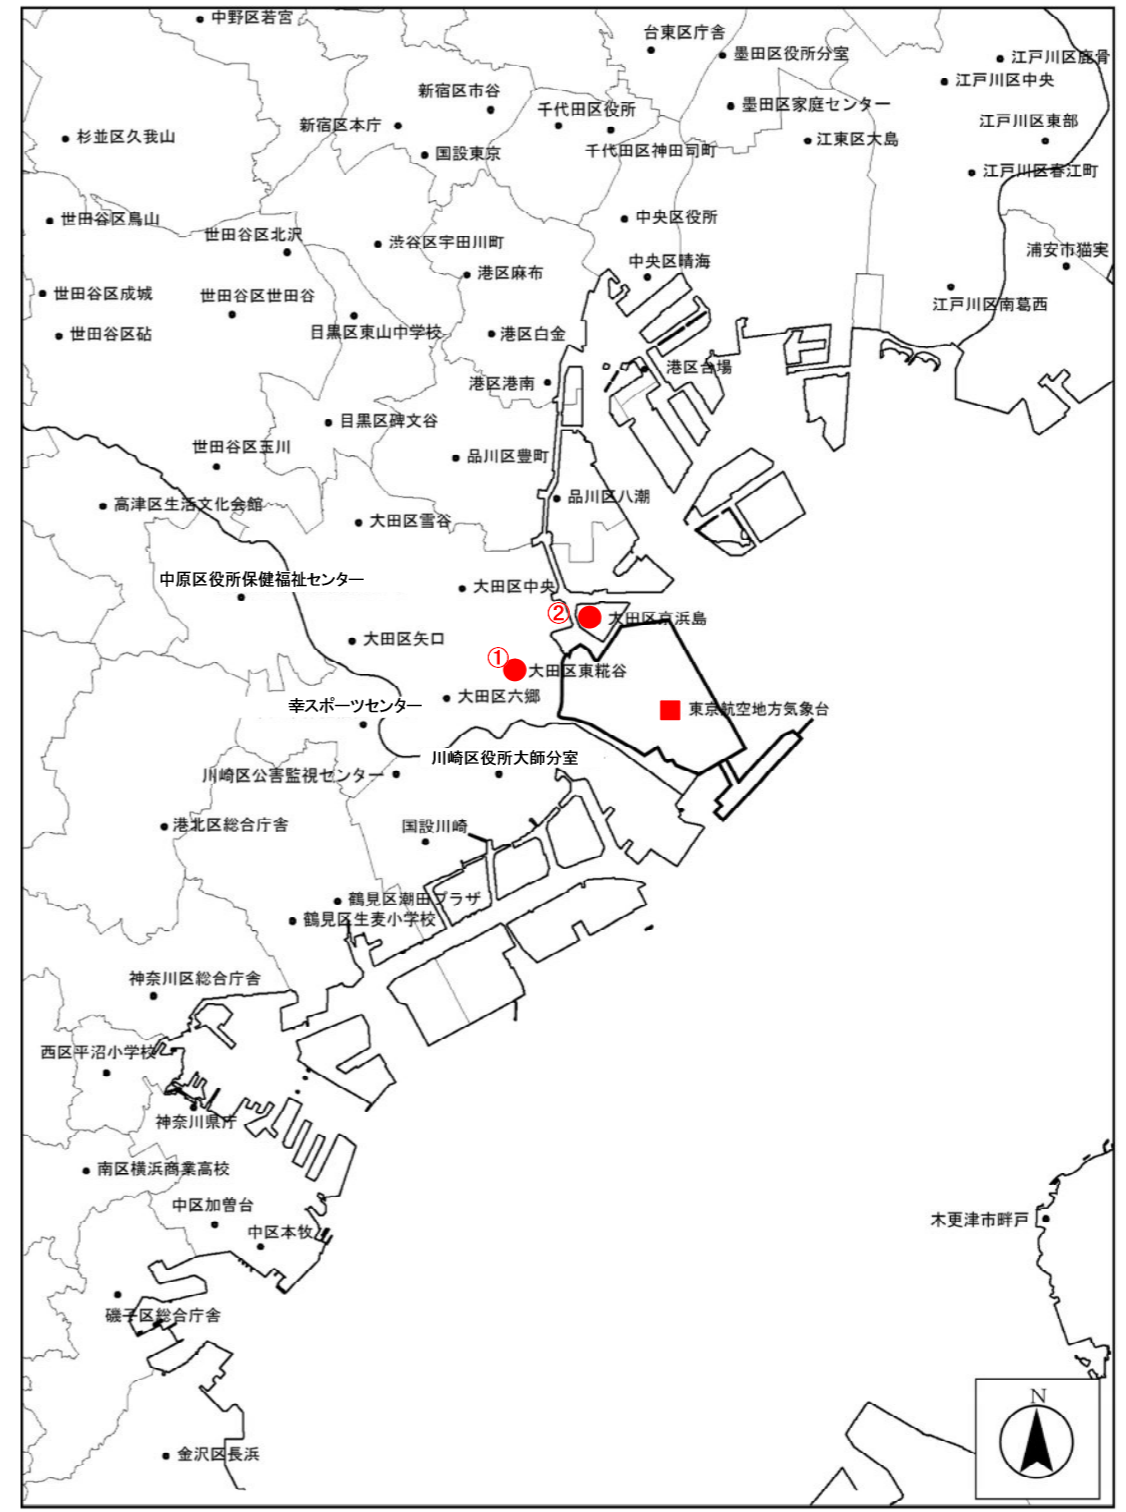 中野区若宮
台東区庁舎
墨田区役所分室
江戸川区鹿骨
江戸川区中央
新宿区市谷
千代田区役所
墨田区家庭センター
新宿区本庁
江戸川区東部
杉並区久我山
国設東京
千代田区神田司町
江東区大島
江戸川区春江町
世田谷区烏山
世田谷区北沢
渋谷区宇田川町
中央区役所
浦安市猫実
港区麻布
中央区晴海
世田谷区成城
世田谷区世田谷
江戸川区南葛西
世田谷区砧
目黒区東山中学校
港区白金
港区台場
港区港南
目黒区碑文谷
世田谷区玉川
品川区豊町
高津区生活文化会館
品川区八潮
大田区雪谷
中原区役所保健福祉センター
大田区中央
②
大田区京浜島
大田区矢口
①
大田区東糀谷
大田区六郷
幸スポーツセンター
東京航空地方気象台
川崎区役所大師分室
川崎区公害監視センター
港北区総合庁舎
国設川崎
鶴見区潮田プラザ
鶴見区生麦小学校
神奈川区総合庁舎
西区平沼小学校
神奈川県庁
南区横浜商業高校
中区加曽台
中区本牧
木更津市畔戸
磯子区総合庁舎
N
金沢区長浜